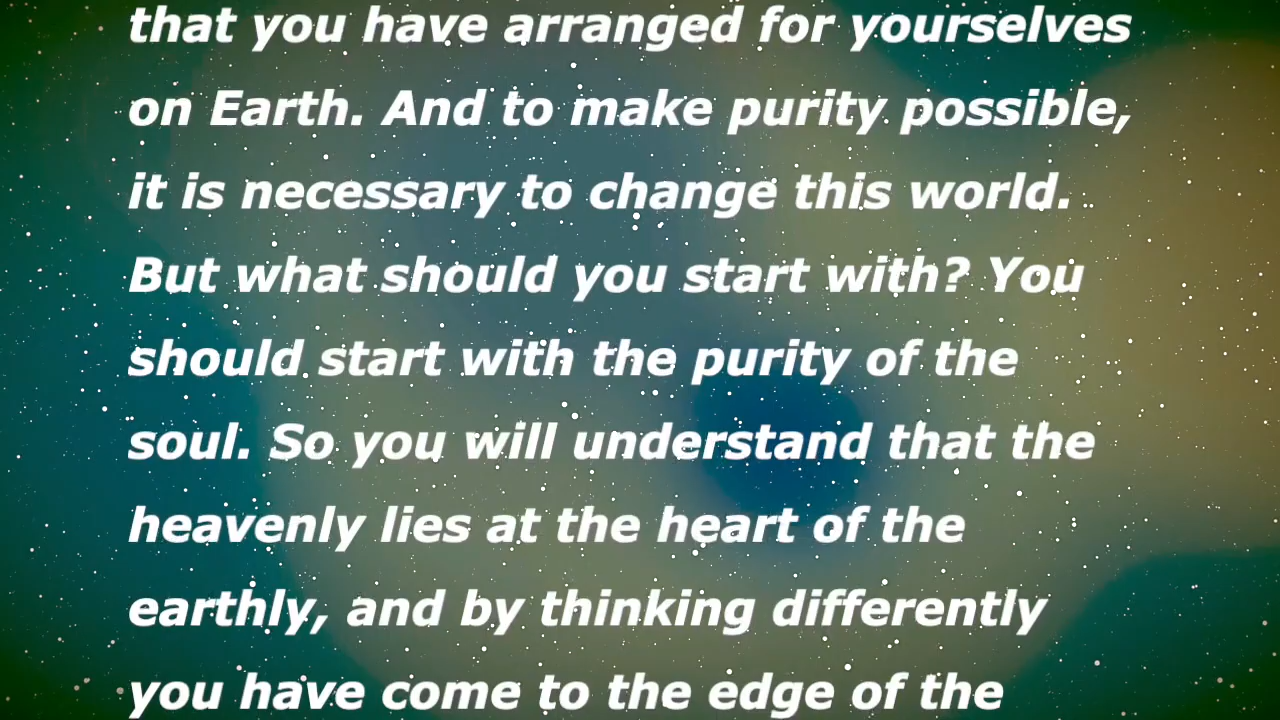 that you have arranged for yourselves
on Earth. And to make purity possible,
it is necessary to change this world.
But what should you start with? You
should start with the purity of the
soul. So you will understand that the
heavenly lies at the heart of the
earthly, and by thinking differently
you have come to the edge of the